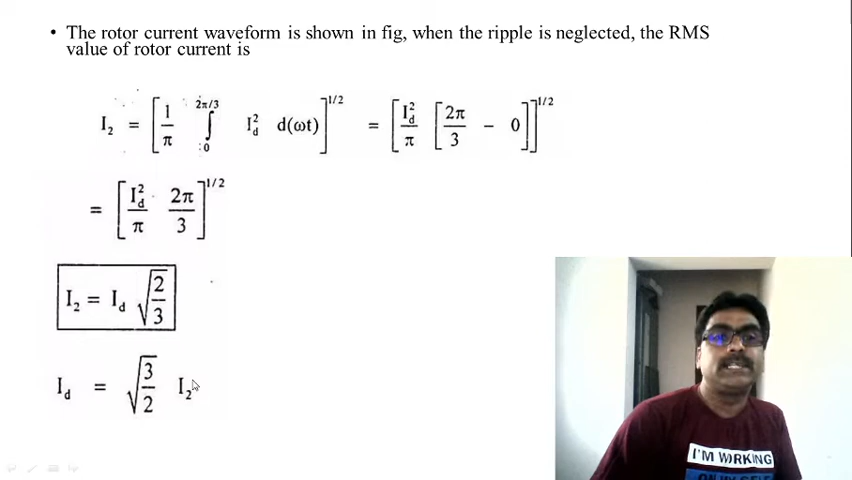 • The rotor current waveform is shown in fig, when the ripple is neglected, the RMS
value of rotor current is
I₂ = [ 1/π ∫₀^{2π/3} I_d² d(ωt) ]^{1/2} = [ I_d²/π [ 2π/3 − 0 ] ]^{1/2}
= [ I_d²/π 2π/3 ]^{1/2}
I₂ = I_d √(2/3)
I_d = √(3/2) I₂
I'M WORKING